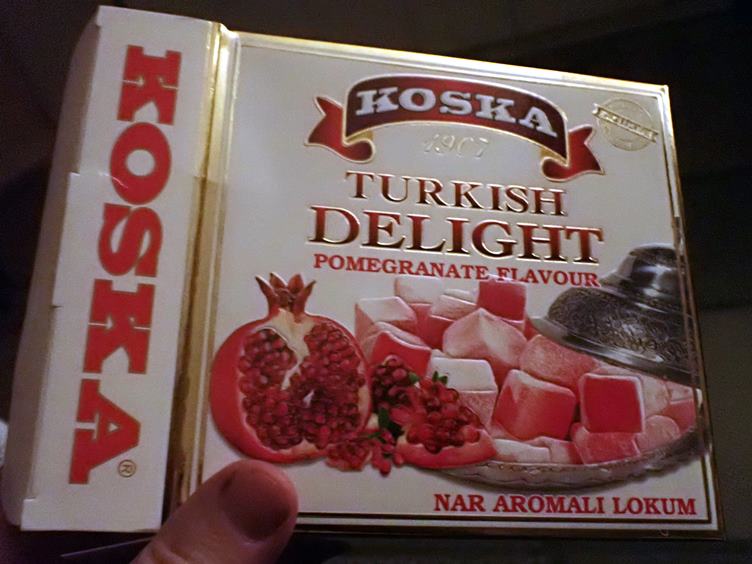 KOSKA®
KOSKA
1907
TURKISH
DELIGHT
POMEGRANATE FLAVOUR
NAR AROMALI LOKUM